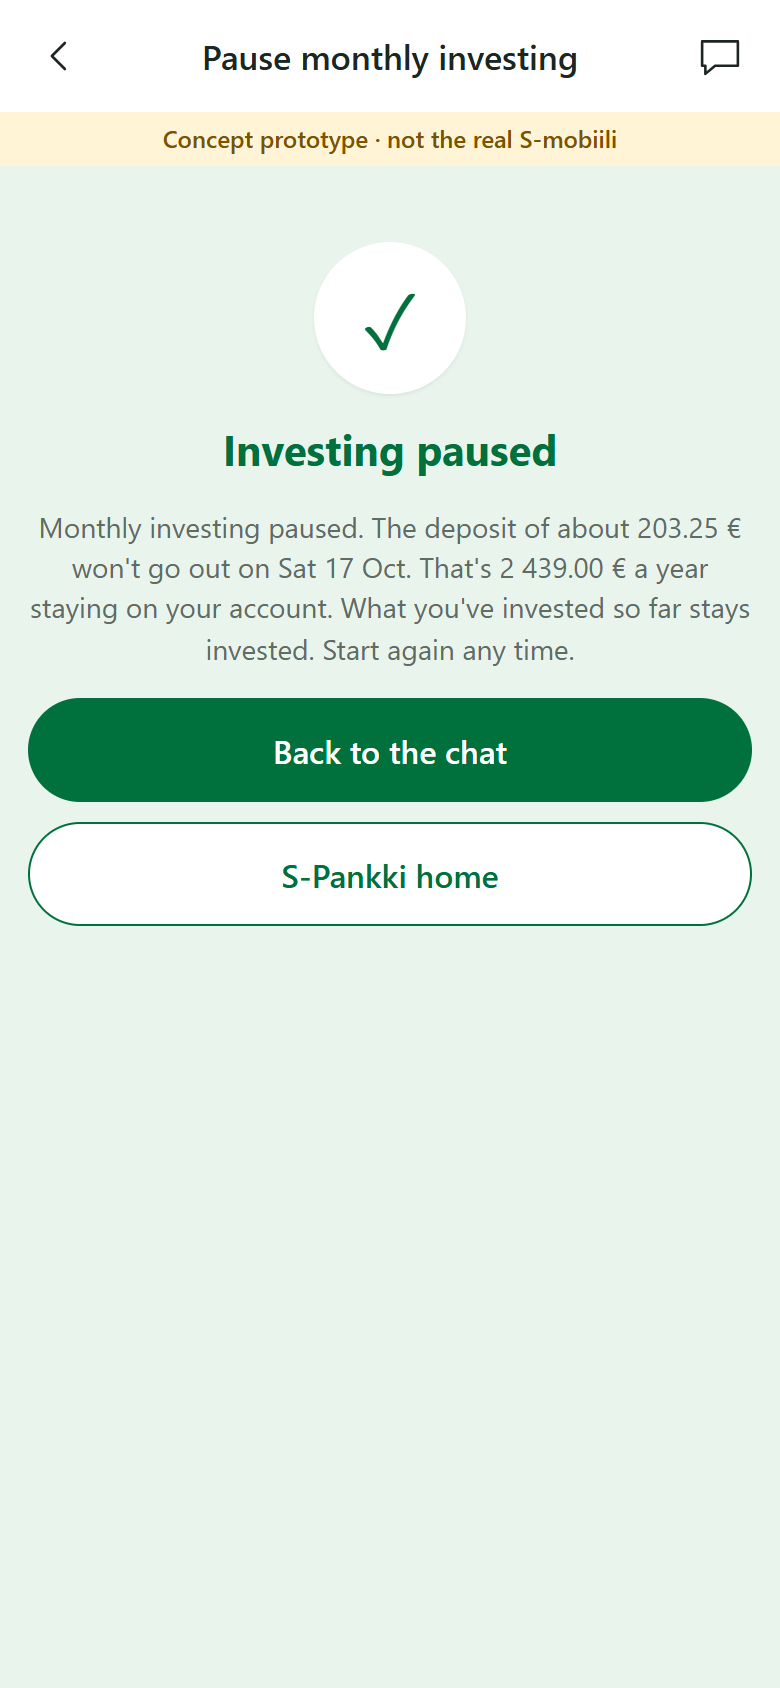 Pause monthly investing
Concept prototype · not the real S-mobiili
Investing paused
Monthly investing paused. The deposit of about 203.25 €
won't go out on Sat 17 Oct. That's 2 439.00 € a year
staying on your account. What you've invested so far stays
invested. Start again any time.
Back to the chat
S-Pankki home